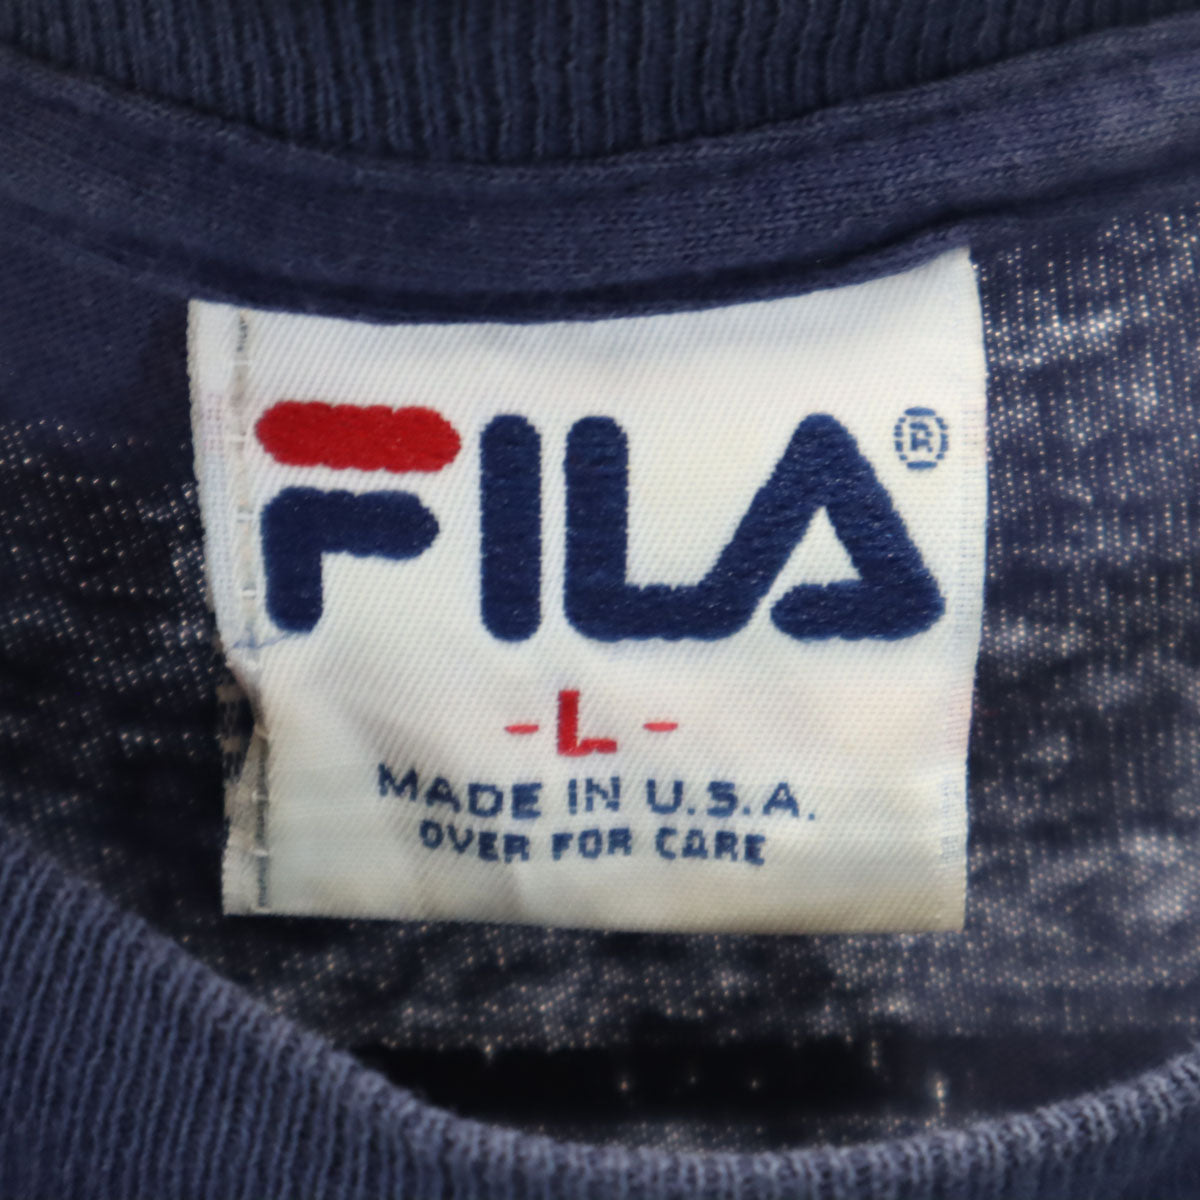 FILA®
- L -
MADE IN U.S.A.
OVER FOR CARE